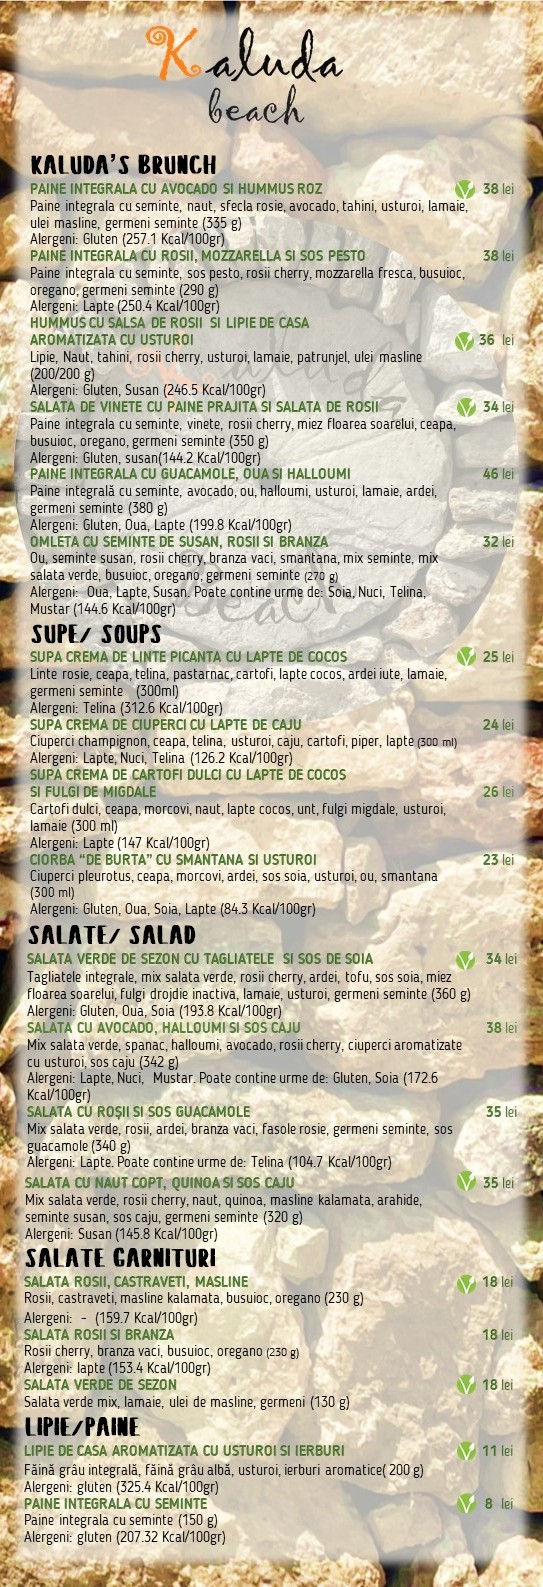 Kaluda
beach
KALUDA'S BRUNCH
PAINE INTEGRALA CU AVOCADO SI HUMMUS ROZ 38 lei
Paine integrala cu seminte, naut, sfecla rosie, avocado, tahini, usturoi, lamaie,
ulei masline, germeni seminte (335 g)
Alergeni: Gluten (257.1 Kcal/100gr)
PAINE INTEGRALA CU ROSII, MOZZARELLA SI SOS PESTO 38 lei
Paine integrala cu seminte, sos pesto, rosii cherry, mozzarella fresca, busuioc,
oregano, germeni seminte (290 g)
Alergeni: Lapte (250.4 Kcal/100gr)
HUMMUS CU SALSA DE ROSII SI LIPIE DE CASA
AROMATIZATA CU USTUROI 36 lei
Lipie, Naut, tahini, rosii cherry, usturoi, lamaie, patrunjel, ulei masline
(200/200 g)
Alergeni: Gluten, Susan (246.5 Kcal/100gr)
SALATA DE VINETE CU PAINE PRAJITA SI SALATA DE ROSII 34 lei
Paine integrala cu seminte, vinete, rosii cherry, miez floarea soarelui, ceapa,
busuioc, oregano, germeni seminte (350 g)
Alergeni: Gluten, susan(144.2 Kcal/100gr)
PAINE INTEGRALA CU GUACAMOLE, OUA SI HALLOUMI 46 lei
Paine integrală cu seminte, avocado, ou, halloumi, usturoi, lamaie, ardei,
germeni seminte (380 g)
Alergeni: Gluten, Oua, Lapte (199.8 Kcal/100gr)
OMLETA CU SEMINTE DE SUSAN, ROSII SI BRANZA 32 lei
Ou, seminte susan, rosii cherry, branza vaci, smantana, mix seminte, mix
salata verde, busuioc, oregano, germeni seminte (270 g)
Alergeni: Oua, Lapte, Susan. Poate contine urme de: Soia, Nuci, Telina,
Mustar (144.6 Kcal/100gr)
SUPE/ SOUPS
SUPA CREMA DE LINTE PICANTA CU LAPTE DE COCOS 25 lei
Linte rosie, ceapa, telina, pastarnac, cartofi, lapte cocos, ardei iute, lamaie,
germeni seminte (300ml)
Alergeni: Telina (312.6 Kcal/100gr)
SUPA CREMA DE CIUPERCI CU LAPTE DE CAJU 24 lei
Ciuperci champignon, ceapa, telina, usturoi, caju, cartofi, piper, lapte (300 ml)
Alergeni: Lapte, Nuci, Telina (126.2 Kcal/100gr)
SUPA CREMA DE CARTOFI DULCI CU LAPTE DE COCOS
SI FULGI DE MIGDALE 26 lei
Cartofi dulci, ceapa, morcovi, naut, lapte cocos, unt, fulgi migdale, usturoi,
lamaie (300 ml)
Alergeni: Lapte (147 Kcal/100gr)
CIORBA "DE BURTA" CU SMANTANA SI USTUROI 23 lei
Ciuperci pleurotus, ceapa, morcovi, ardei, sos soia, usturoi, ou, smantana
(300 ml)
Alergeni: Gluten, Oua, Soia, Lapte (84.3 Kcal/100gr)
SALATE/ SALAD
SALATA VERDE DE SEZON CU TAGLIATELE SI SOS DE SOIA 34 lei
Tagliatele integrale, mix salata verde, rosii cherry, ardei, tofu, sos soia, miez
floarea soarelui, fulgi drojdie inactiva, lamaie, usturoi, germeni seminte (360 g)
Alergeni: Gluten, Oua, Soia (193.8 Kcal/100gr)
SALATA CU AVOCADO, HALLOUMI SI SOS CAJU 38 lei
Mix salata verde, spanac, halloumi, avocado, rosii cherry, ciuperci aromatizate
cu usturoi, sos caju (342 g)
Alergeni: Lapte, Nuci, Mustar. Poate contine urme de: Gluten, Soia (172.6
Kcal/100gr)
SALATA CU ROȘII SI SOS GUACAMOLE 35 lei
Mix salata verde, rosii, ardei, branza vaci, fasole rosie, germeni seminte, sos
guacamole (340 g)
Alergeni: Lapte. Poate contine urme de: Telina (104.7 Kcal/100gr)
SALATA CU NAUT COPT, QUINOA SI SOS CAJU 35 lei
Mix salata verde, rosii cherry, naut, quinoa, masline kalamata, arahide,
seminte susan, sos caju, germeni seminte (320 g)
Alergeni: Susan (145.8 Kcal/100gr)
SALATE GARNITURI
SALATA ROSII, CASTRAVETI, MASLINE 18 lei
Rosii, castraveti, masline kalamata, busuioc, oregano (230 g)
Alergeni: - (159.7 Kcal/100gr)
SALATA ROSII SI BRANZA 18 lei
Rosii cherry, branza vaci, busuioc, oregano (230 g)
Alergeni: lapte (153.4 Kcal/100gr)
SALATA VERDE DE SEZON 18 lei
Salata verde mix, lamaie, ulei de masline, germeni (130 g)
LIPIE/PAINE
LIPIE DE CASA AROMATIZATA CU USTUROI SI IERBURI 11 lei
Făină grâu integrală, făină grâu albă, usturoi, ierburi aromatice( 200 g)
Alergeni: gluten (325.4 Kcal/100gr)
PAINE INTEGRALA CU SEMINTE 8 lei
Paine integrala cu seminte (150 g)
Alergeni: gluten (207.32 Kcal/100gr)